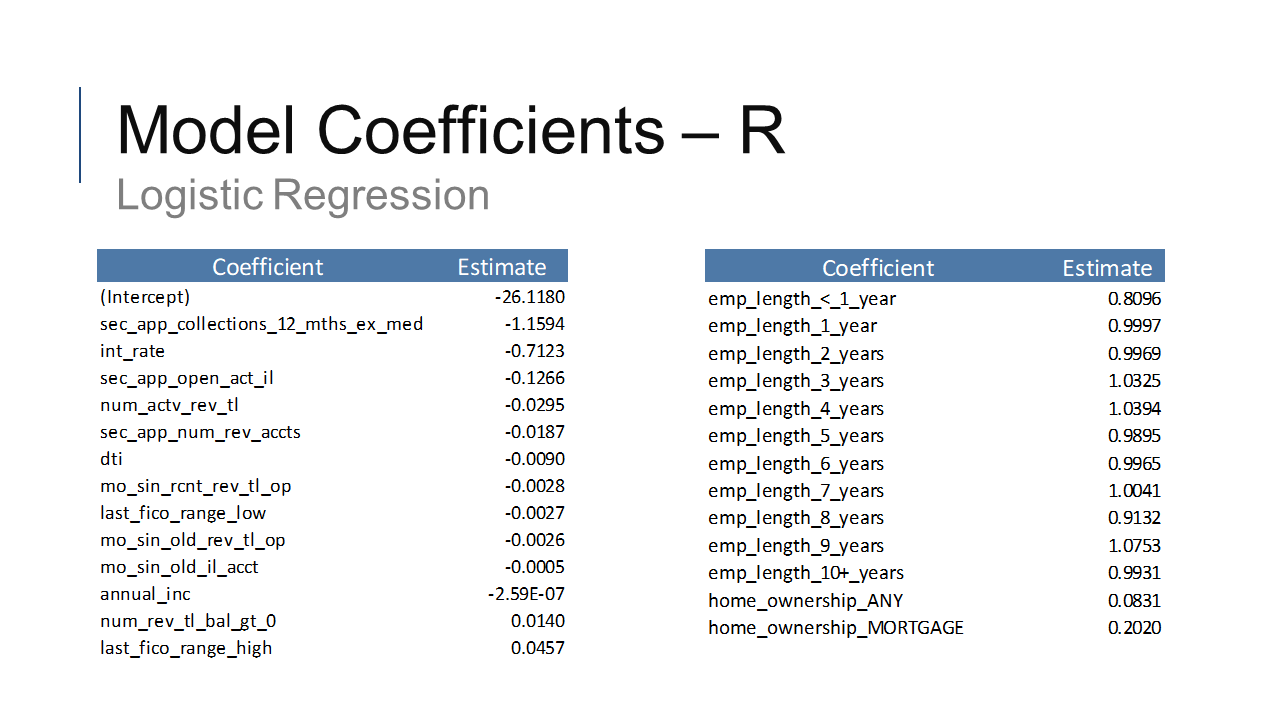 Model Coefficients – R
Logistic Regression
Coefficient Estimate
(Intercept) -26.1180
sec_app_collections_12_mths_ex_med -1.1594
int_rate -0.7123
sec_app_open_act_il -0.1266
num_actv_rev_tl -0.0295
sec_app_num_rev_accts -0.0187
dti -0.0090
mo_sin_rcnt_rev_tl_op -0.0028
last_fico_range_low -0.0027
mo_sin_old_rev_tl_op -0.0026
mo_sin_old_il_acct -0.0005
annual_inc -2.59E-07
num_rev_tl_bal_gt_0 0.0140
last_fico_range_high 0.0457
Coefficient Estimate
emp_length_<_1_year 0.8096
emp_length_1_year 0.9997
emp_length_2_years 0.9969
emp_length_3_years 1.0325
emp_length_4_years 1.0394
emp_length_5_years 0.9895
emp_length_6_years 0.9965
emp_length_7_years 1.0041
emp_length_8_years 0.9132
emp_length_9_years 1.0753
emp_length_10+_years 0.9931
home_ownership_ANY 0.0831
home_ownership_MORTGAGE 0.2020